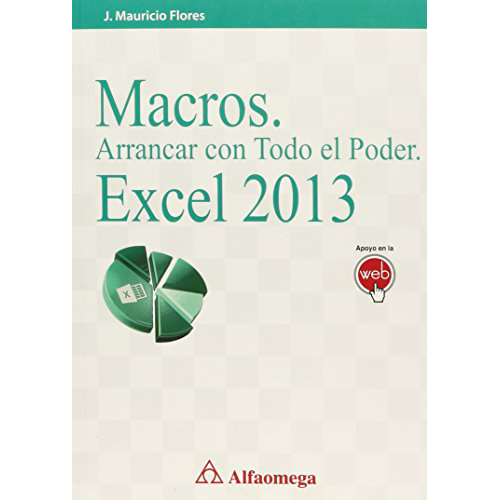 J. Mauricio Flores
Macros.
Arrancar con Todo el Poder.
Excel 2013
Apoyo en la
web
X
Alfaomega